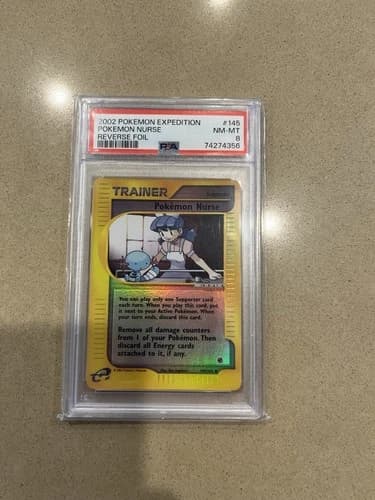 2002 POKEMON EXPEDITION #145
POKEMON NURSE NM-MT
REVERSE FOIL 8
PSA 74274356
TRAINER
Pokémon Nurse
You can play only one Supporter card
each turn. When you play this card, put
it next to your Active Pokémon. When
your turn ends, discard this card.
Remove all damage counters
from 1 of your Pokémon. Then
discard all Energy cards
attached to it, if any.
e